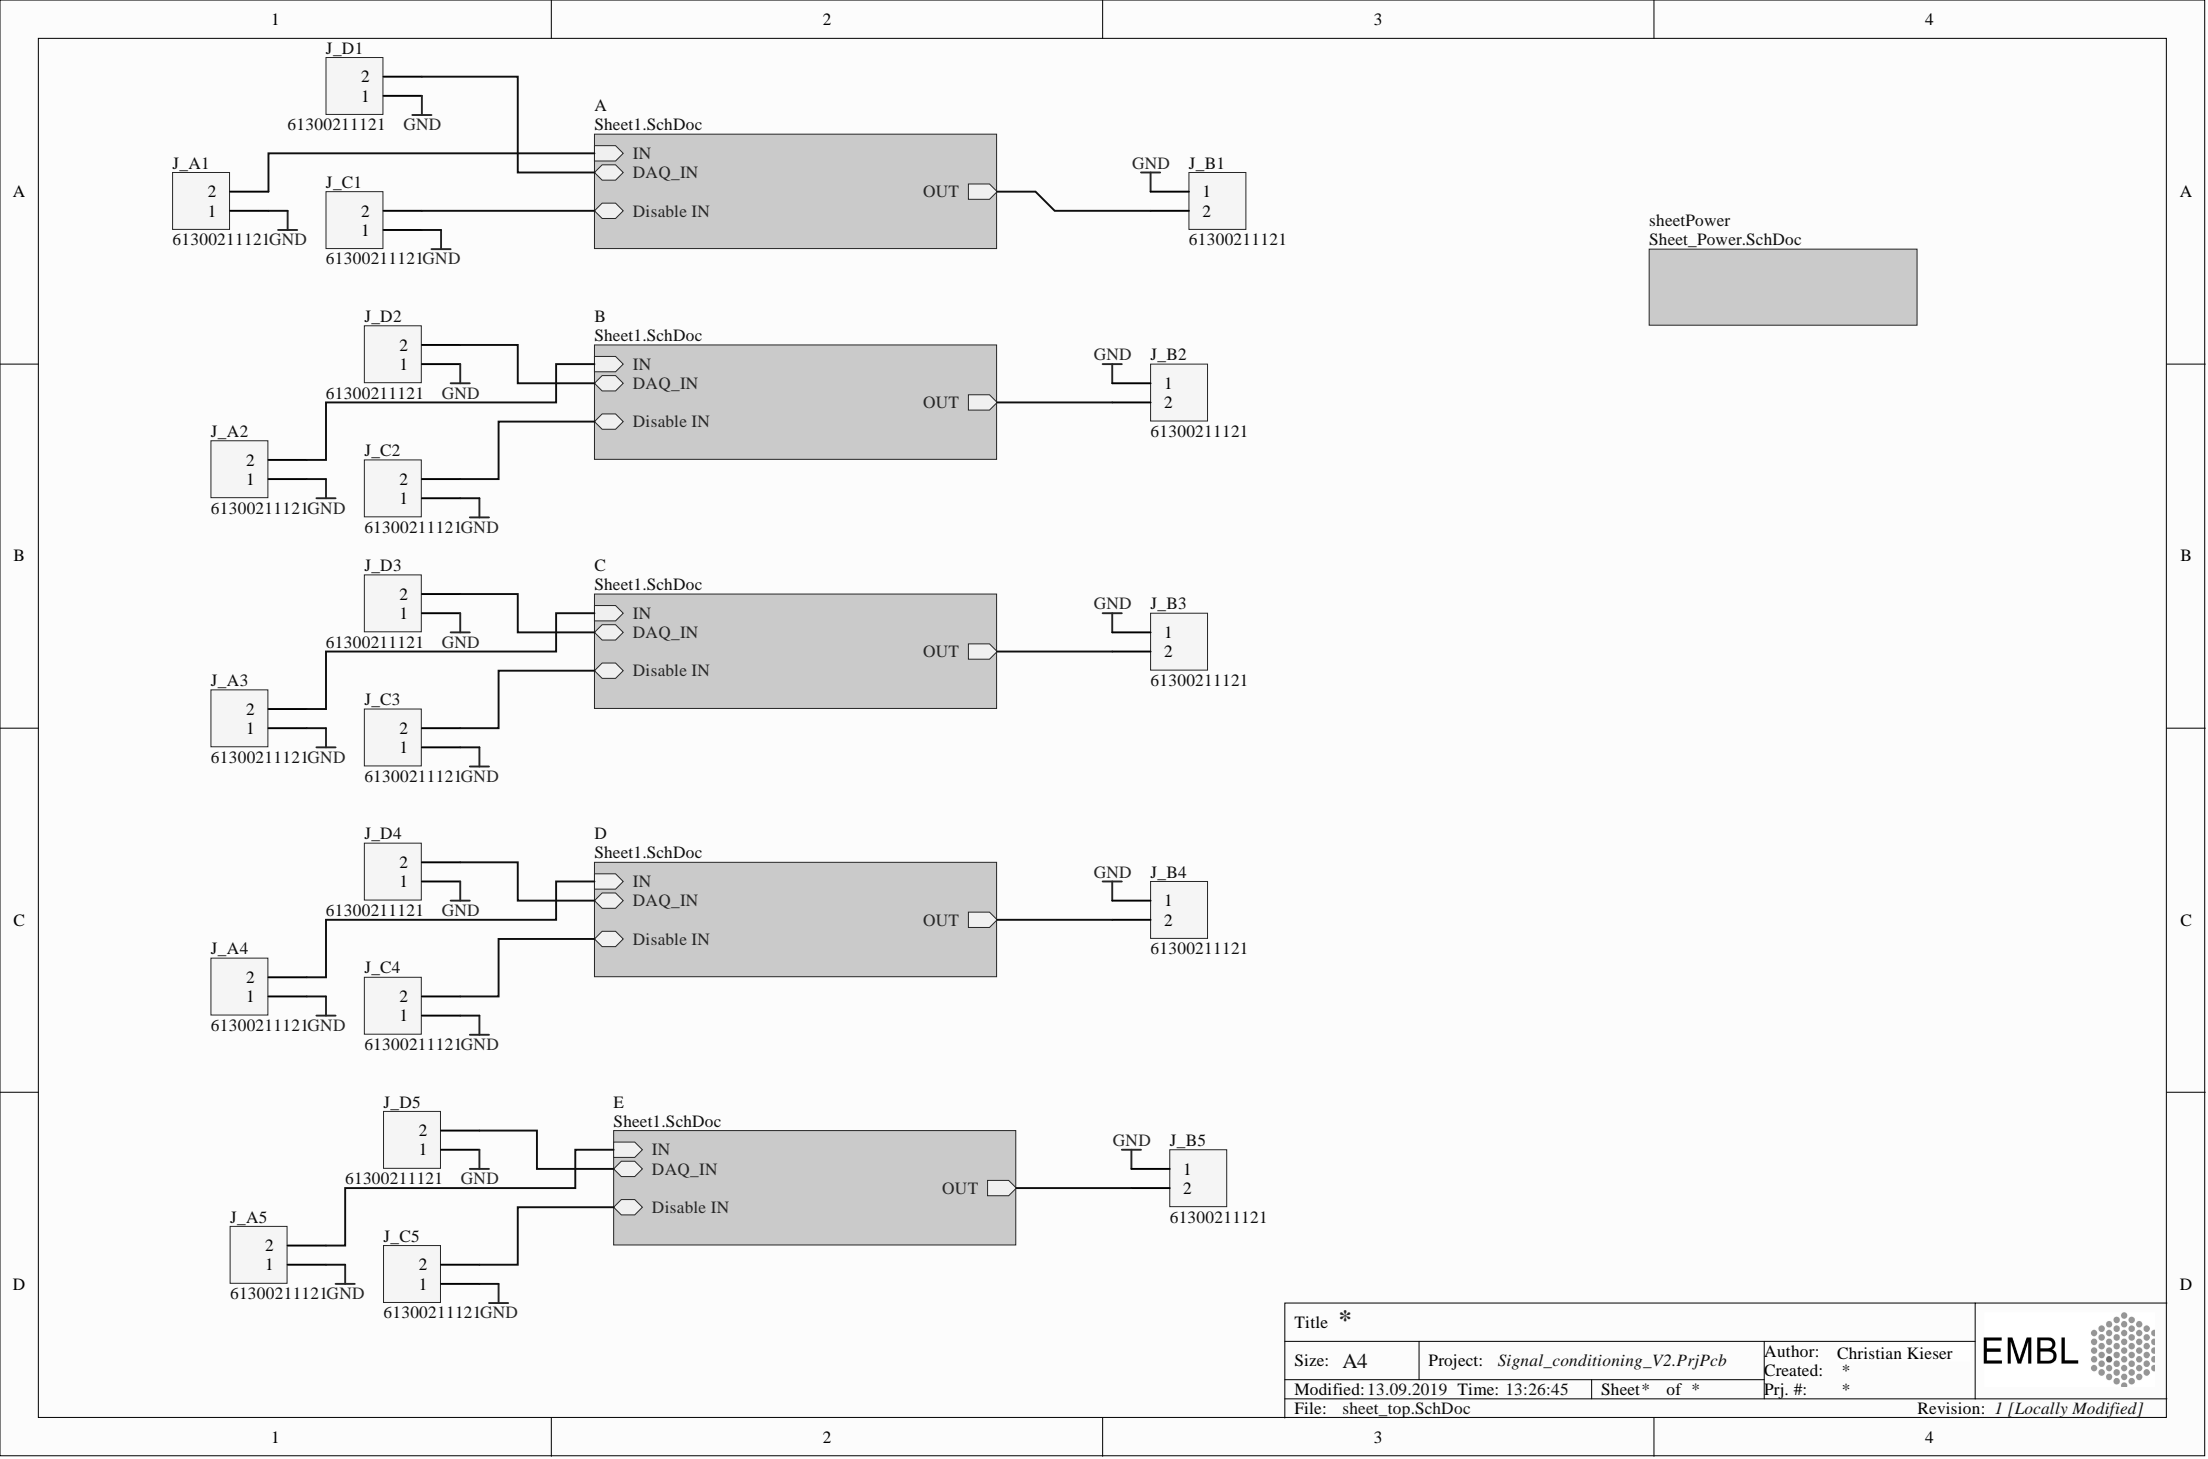 1 2 3 4
J_D1
2
1
61300211121 GND
A
Sheet1.SchDoc
IN
DAQ_IN
Disable IN
OUT
J_A1
2
1
61300211121 GND
J_C1
2
1
61300211121 GND
GND J_B1
1
2
61300211121
A A
sheetPower
Sheet_Power.SchDoc
J_D2
2
1
61300211121 GND
B
Sheet1.SchDoc
IN
DAQ_IN
Disable IN
OUT
J_A2
2
1
61300211121 GND
J_C2
2
1
61300211121 GND
GND J_B2
1
2
61300211121
B B
J_D3
2
1
61300211121 GND
C
Sheet1.SchDoc
IN
DAQ_IN
Disable IN
OUT
J_A3
2
1
61300211121 GND
J_C3
2
1
61300211121 GND
GND J_B3
1
2
61300211121
J_D4
2
1
61300211121 GND
D
Sheet1.SchDoc
IN
DAQ_IN
Disable IN
OUT
J_A4
2
1
61300211121 GND
J_C4
2
1
61300211121 GND
GND J_B4
1
2
61300211121
C C
J_D5
2
1
61300211121 GND
E
Sheet1.SchDoc
IN
DAQ_IN
Disable IN
OUT
J_A5
2
1
61300211121 GND
J_C5
2
1
61300211121 GND
GND J_B5
1
2
61300211121
D D
Title *
Size: A4 Project: Signal_conditioning_V2.PrjPcb
Author: Christian Kieser
Created: *
Prj. #: *
Modified: 13.09.2019 Time: 13:26:45 Sheet * of *
File: sheet_top.SchDoc Revision: 1 [Locally Modified]
EMBL
1 2 3 4